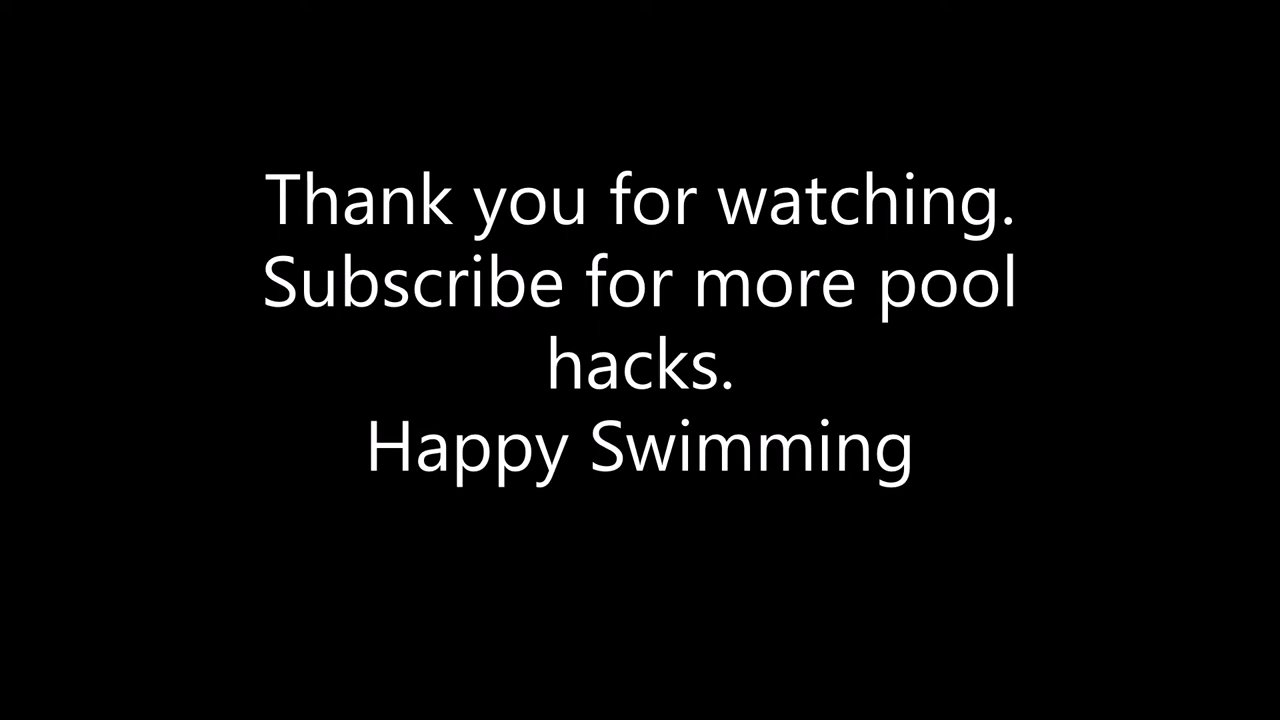 Thank you for watching.
Subscribe for more pool
hacks.
Happy Swimming